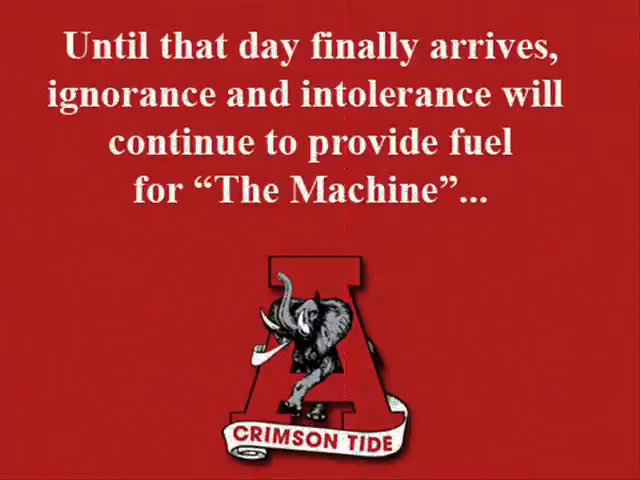 Until that day finally arrives,
ignorance and intolerance will
continue to provide fuel
for “The Machine”...
CRIMSON TIDE